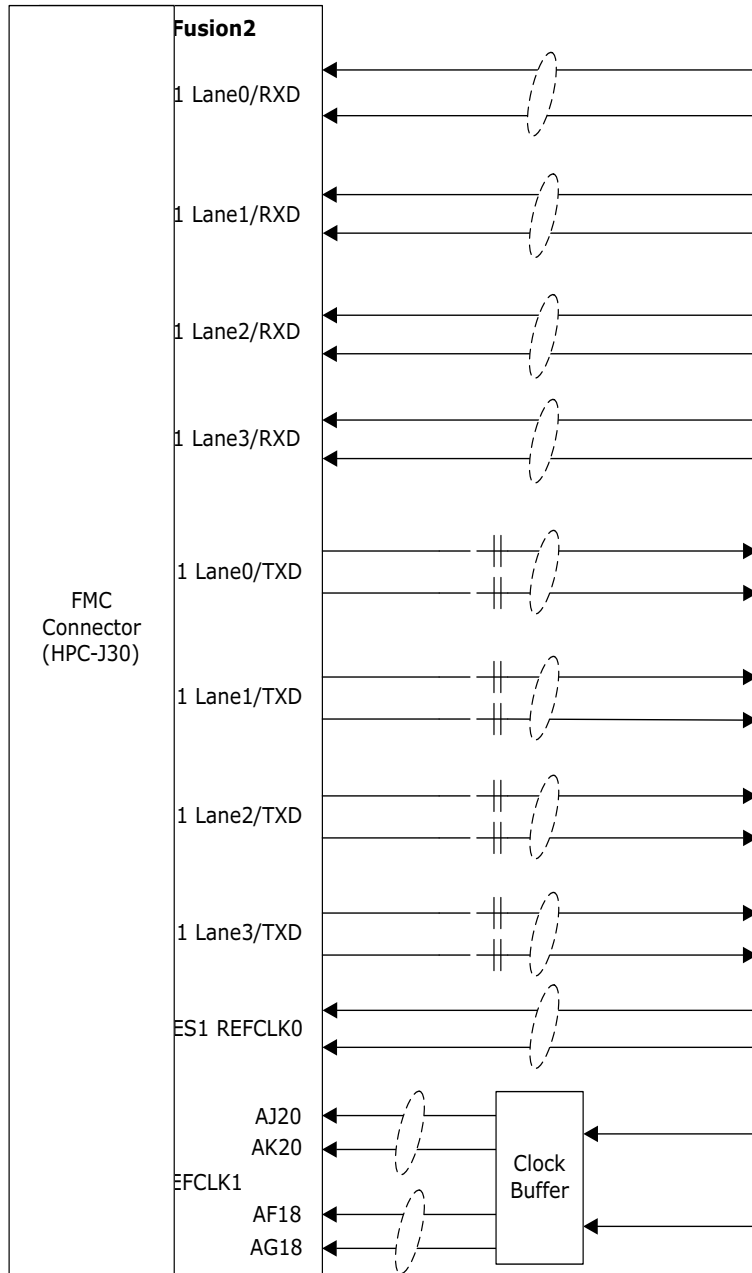 Fusion2
1 Lane0/RXD
1 Lane1/RXD
1 Lane2/RXD
1 Lane3/RXD
1 Lane0/TXD
FMC
Connector
(HPC-J30)
1 Lane1/TXD
1 Lane2/TXD
1 Lane3/TXD
ES1 REFCLK0
AJ20
AK20
Clock
Buffer
EFCLK1
AF18
AG18